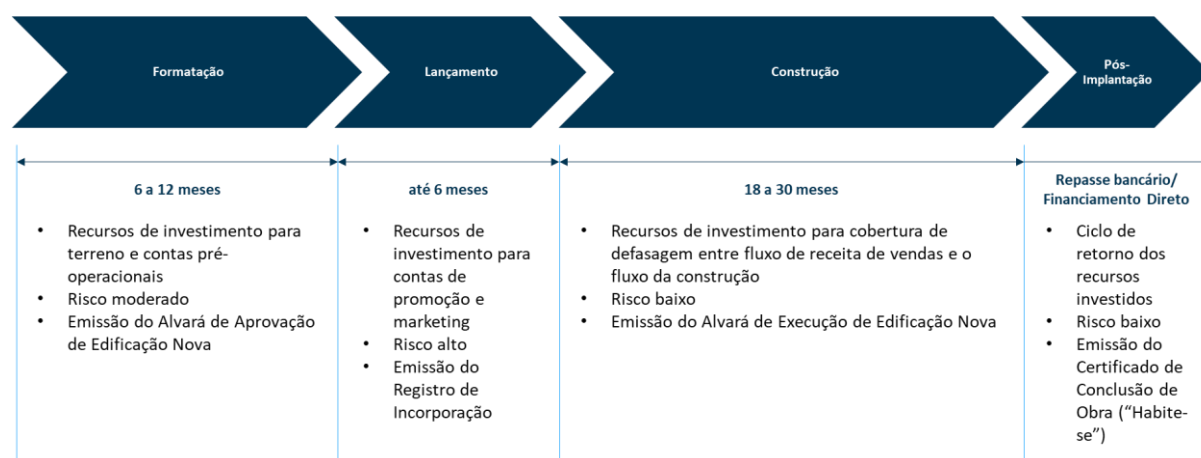 Formatação
Lançamento
Construção
Pós-
Implantação
6 a 12 meses
• Recursos de investimento para
terreno e contas pré-
operacionais
• Risco moderado
• Emissão do Alvará de Aprovação
de Edificação Nova
até 6 meses
• Recursos de
investimento para
contas de
promoção e
marketing
• Risco alto
• Emissão do
Registro de
Incorporação
18 a 30 meses
• Recursos de investimento para cobertura de
defasagem entre fluxo de receita de vendas e o
fluxo da construção
• Risco baixo
• Emissão do Alvará de Execução de Edificação Nova
Repasse bancário/
Financiamento Direto
• Ciclo de
retorno dos
recursos
investidos
• Risco baixo
• Emissão do
Certificado de
Conclusão de
Obra (“Habite-
se”)